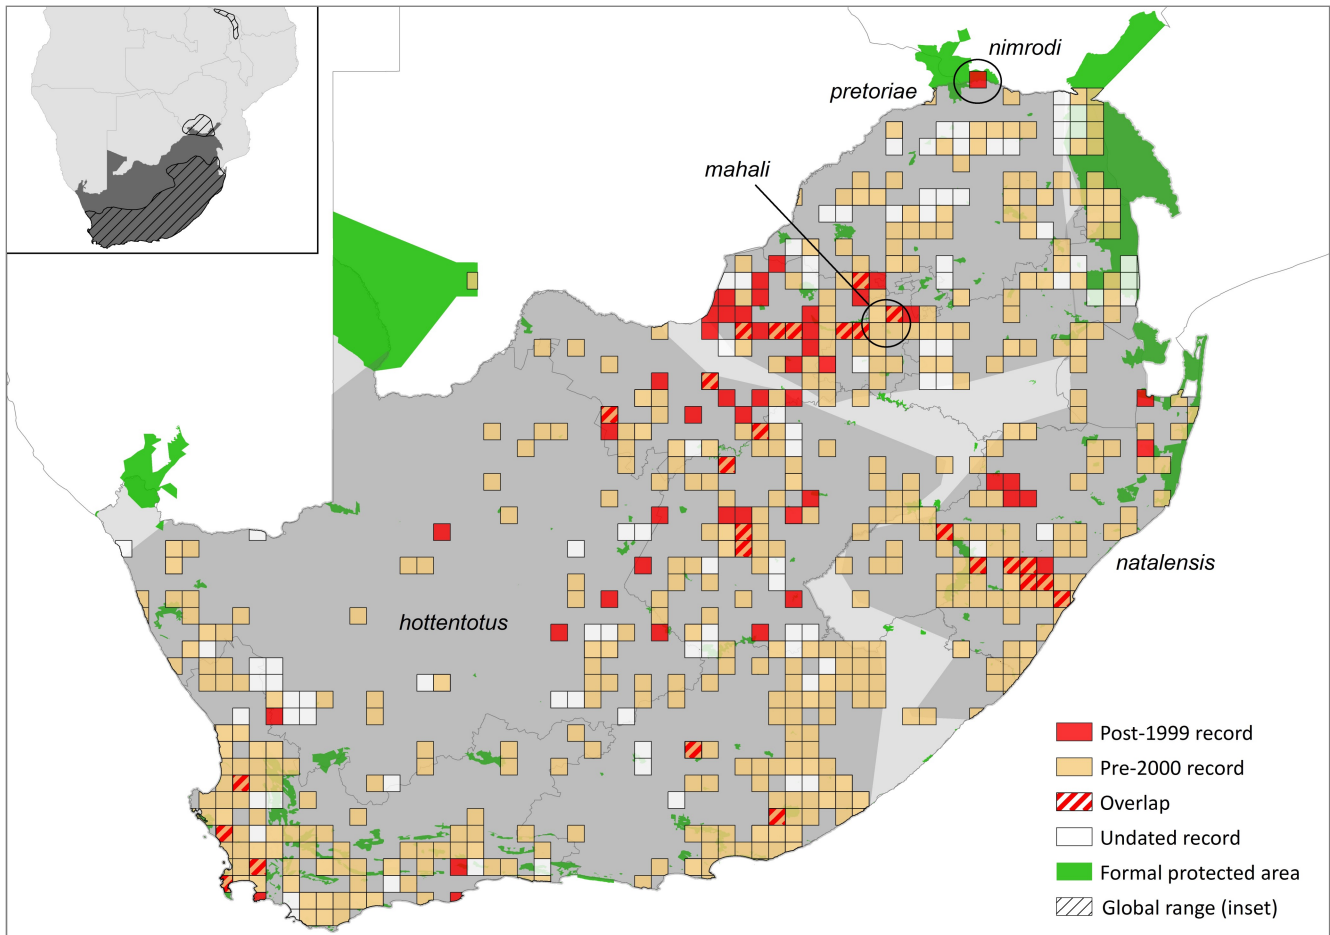 nimrodi
pretoriae
mahali
natalensis
hottentotus
Post-1999 record
Pre-2000 record
Overlap
Undated record
Formal protected area
Global range (inset)